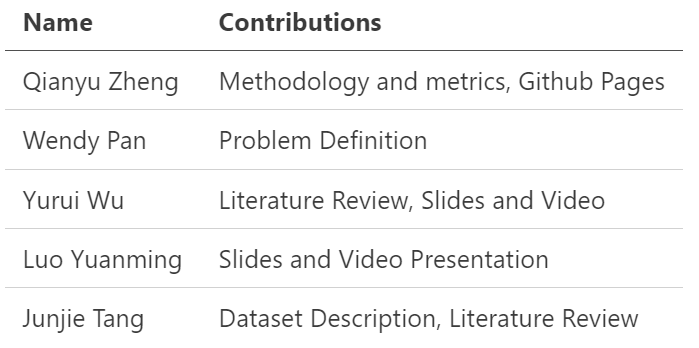 Name Contributions
Qianyu Zheng Methodology and metrics, Github Pages
Wendy Pan Problem Definition
Yurui Wu Literature Review, Slides and Video
Luo Yuanming Slides and Video Presentation
Junjie Tang Dataset Description, Literature Review